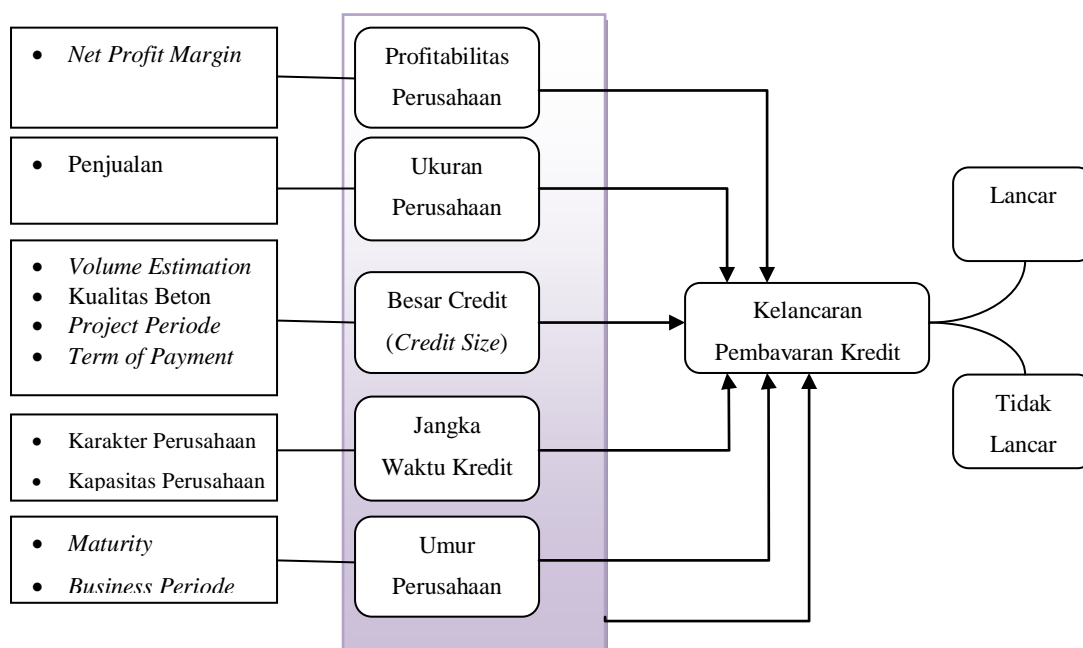 • Net Profit Margin
Profitabilitas
Perusahaan
• Penjualan
Ukuran
Perusahaan
• Volume Estimation
• Kualitas Beton
• Project Periode
• Term of Payment
Besar Credit
(Credit Size)
• Karakter Perusahaan
• Kapasitas Perusahaan
Jangka
Waktu Kredit
• Maturity
• Business Periode
Umur
Perusahaan
Kelancaran
Pembayaran Kredit
Lancar
Tidak
Lancar